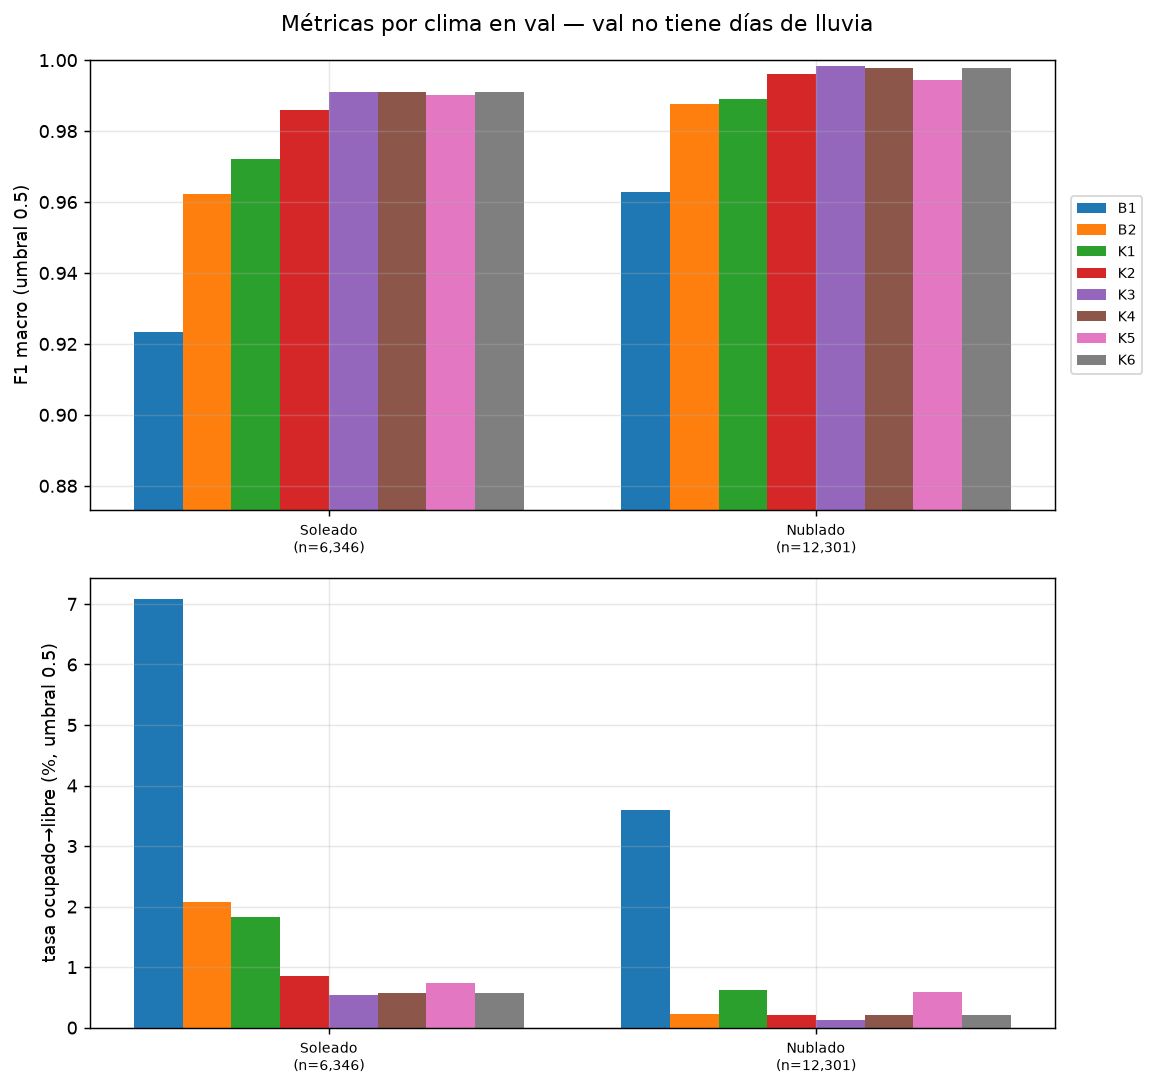 Métricas por clima en val — val no tiene días de lluvia
1.00
0.98
0.96
0.94
0.92
0.90
0.88
F1 macro (umbral 0.5)
Soleado
(n=6,346)
Nublado
(n=12,301)
B1
B2
K1
K2
K3
K4
K5
K6
7
6
5
4
3
2
1
0
tasa ocupado→libre (%, umbral 0.5)
Soleado
(n=6,346)
Nublado
(n=12,301)